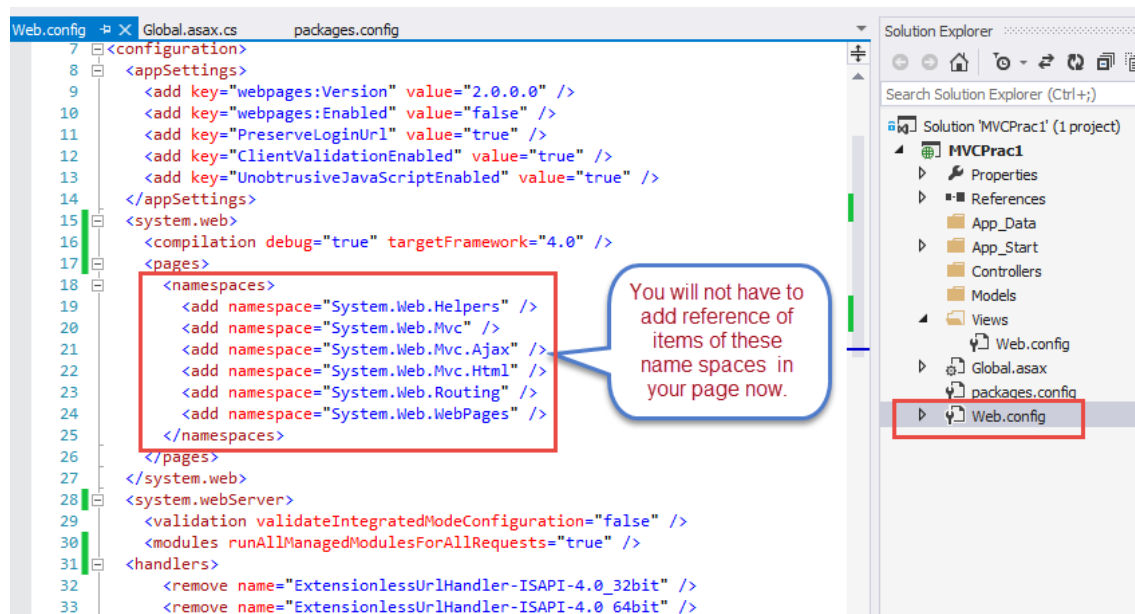 Web.config Global.asax.cs packages.config
7 <configuration>
8 <appSettings>
9 <add key="webpages:Version" value="2.0.0.0" />
10 <add key="webpages:Enabled" value="false" />
11 <add key="PreserveLoginUrl" value="true" />
12 <add key="ClientValidationEnabled" value="true" />
13 <add key="UnobtrusiveJavaScriptEnabled" value="true" />
14 </appSettings>
15 <system.web>
16 <compilation debug="true" targetFramework="4.0" />
17 <pages>
18 <namespaces>
19 <add namespace="System.Web.Helpers" />
20 <add namespace="System.Web.Mvc" />
21 <add namespace="System.Web.Mvc.Ajax" />
22 <add namespace="System.Web.Mvc.Html" />
23 <add namespace="System.Web.Routing" />
24 <add namespace="System.Web.WebPages" />
25 </namespaces>
26 </pages>
27 </system.web>
28 <system.webServer>
29 <validation validateIntegratedModeConfiguration="false" />
30 <modules runAllManagedModulesForAllRequests="true" />
31 <handlers>
32 <remove name="ExtensionlessUrlHandler-ISAPI-4.0_32bit" />
33 <remove name="ExtensionlessUrlHandler-ISAPI-4.0_64bit" />
You will not have to
add reference of
items of these
name spaces in
your page now.
Solution Explorer
Search Solution Explorer (Ctrl+;)
Solution 'MVCPrac1' (1 project)
MVCPrac1
Properties
References
App_Data
App_Start
Controllers
Models
Views
Web.config
Global.asax
packages.config
Web.config